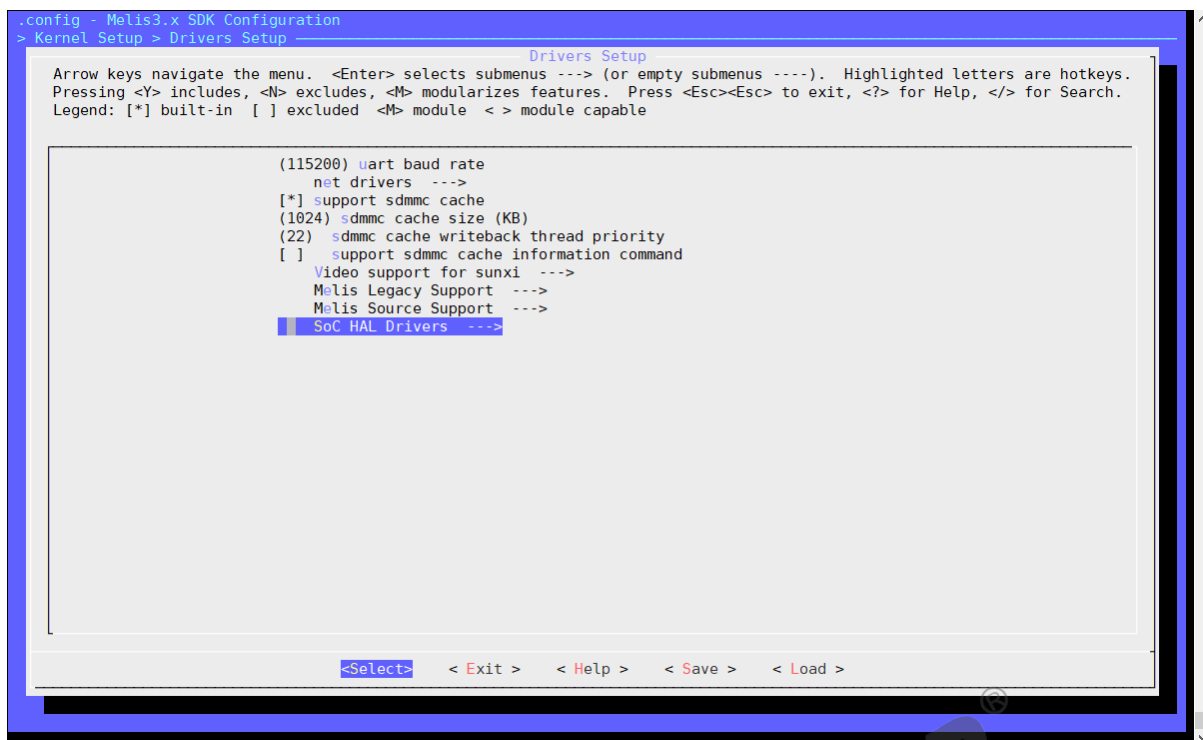 .config - Melis3.x SDK Configuration
> Kernel Setup > Drivers Setup
Drivers Setup
Arrow keys navigate the menu. <Enter> selects submenus ---> (or empty submenus ----). Highlighted letters are hotkeys.
Pressing <Y> includes, <N> excludes, <M> modularizes features. Press <Esc><Esc> to exit, <?> for Help, </> for Search.
Legend: [*] built-in [ ] excluded <M> module < > module capable
(115200) uart baud rate
net drivers --->
[*] support sdmmc cache
(1024) sdmmc cache size (KB)
(22) sdmmc cache writeback thread priority
[ ] support sdmmc cache information command
Video support for sunxi --->
Melis Legacy Support --->
Melis Source Support --->
SoC HAL Drivers --->
<Select> < Exit > < Help > < Save > < Load >
®